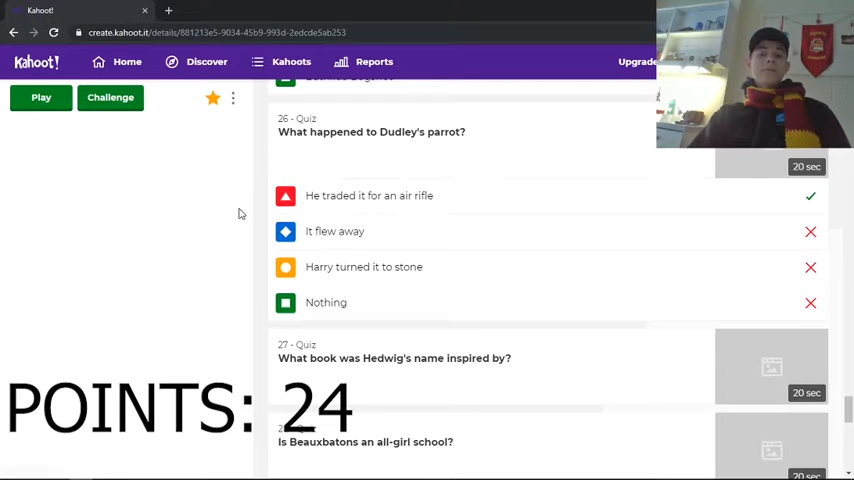 Kahoot!
create.kahoot.it/details/881213e5-9034-45b9-993d-2edcde5ab253
Kahoot!
Home
Discover
Kahoots
Reports
Upgrade
Play
Challenge
26 - Quiz
What happened to Dudley's parrot?
20 sec
He traded it for an air rifle
It flew away
Harry turned it to stone
Nothing
27 - Quiz
What book was Hedwig's name inspired by?
20 sec
POINTS: 24
Is Beauxbatons an all-girl school?
20 sec